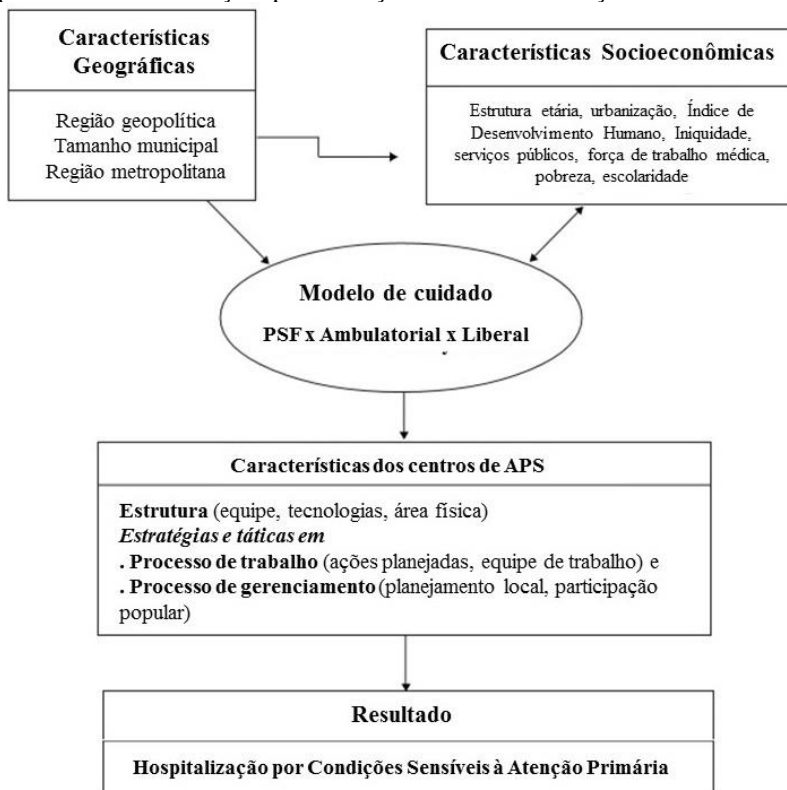 Características
Geográficas
Região geopolítica
Tamanho municipal
Região metropolitana
Características Socioeconômicas
Estrutura etária, urbanização, Índice de
Desenvolvimento Humano, Iniquidade,
serviços públicos, força de trabalho médica,
pobreza, escolaridade
Modelo de cuidado
PSF x Ambulatorial x Liberal
Características dos centros de APS
Estrutura (equipe, tecnologias, área física)
Estratégias e táticas em
. Processo de trabalho (ações planejadas, equipe de trabalho) e
. Processo de gerenciamento (planejamento local, participação
popular)
Resultado
Hospitalização por Condições Sensíveis à Atenção Primária